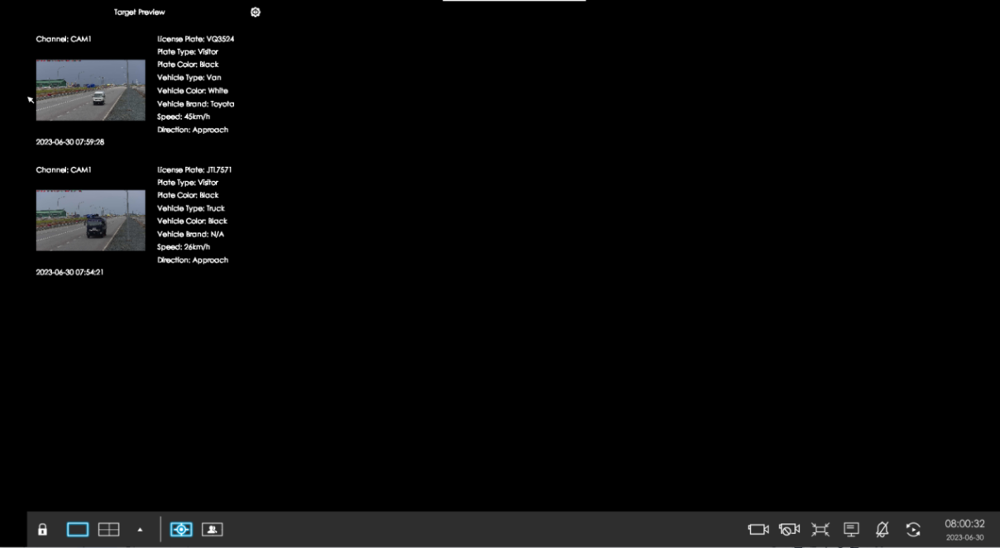 Target Preview
Channel: CAM1
License Plate: VQ3524
Plate Type: Visitor
Plate Color: Black
Vehicle Type: Van
Vehicle Color: White
Vehicle Brand: Toyota
Speed: 45km/h
Direction: Approach
2023-06-30 07:59:28
Channel: CAM1
License Plate: JTL7571
Plate Type: Visitor
Plate Color: Black
Vehicle Type: Truck
Vehicle Color: Black
Vehicle Brand: N/A
Speed: 26km/h
Direction: Approach
2023-06-30 07:54:21
08:00:32
2023-06-30